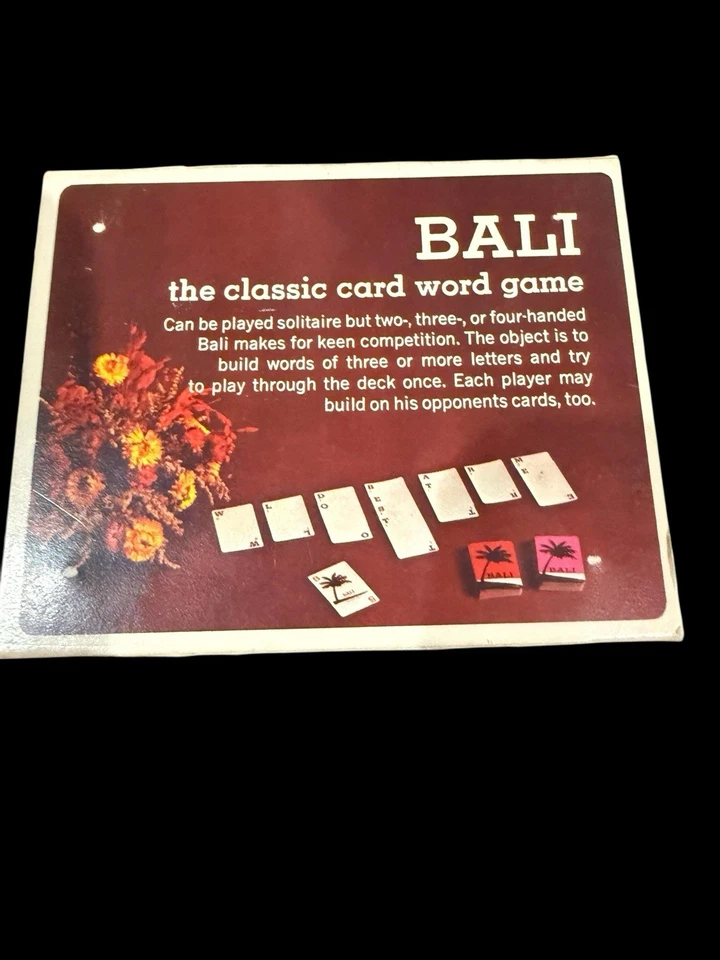 BALI
the classic card word game
Can be played solitaire but two-, three-, or four-handed
Bali makes for keen competition. The object is to
build words of three or more letters and try
to play through the deck once. Each player may
build on his opponents cards, too.
W
W
L
D
O
O
B
E
S
T
T
A
T
T
R
R
M
E
E
BALI
BALI